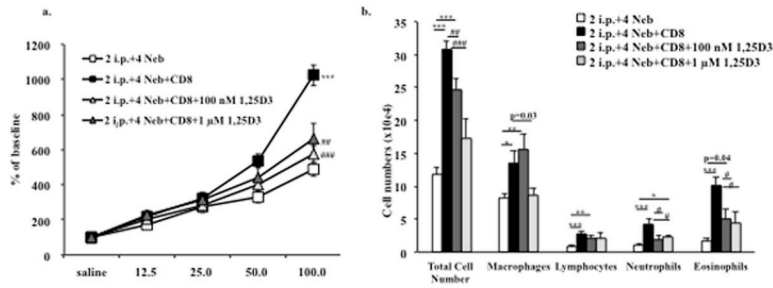 a.
1200
1000
800
600
400
200
0
% of baseline
2 i.p.+4 Neb
2 i.p.+4 Neb+CD8
2 i.p.+4 Neb+CD8+100 nM 1,25D3
2 i.p.+4 Neb+CD8+1 µM 1,25D3
***
##
###
saline
12.5
25.0
50.0
100.0
b.
35
30
25
20
15
10
5
0
Cell numbers (x10e4)
2 i.p.+4 Neb
2 i.p.+4 Neb+CD8
2 i.p.+4 Neb+CD8+100 nM 1,25D3
2 i.p.+4 Neb+CD8+1 µM 1,25D3
***
*** ##
###
p=0.03
**
*
**
***
*
*** #
#
p=0.04
*** #
#
Total Cell Number
Macrophages
Lymphocytes
Neutrophils
Eosinophils